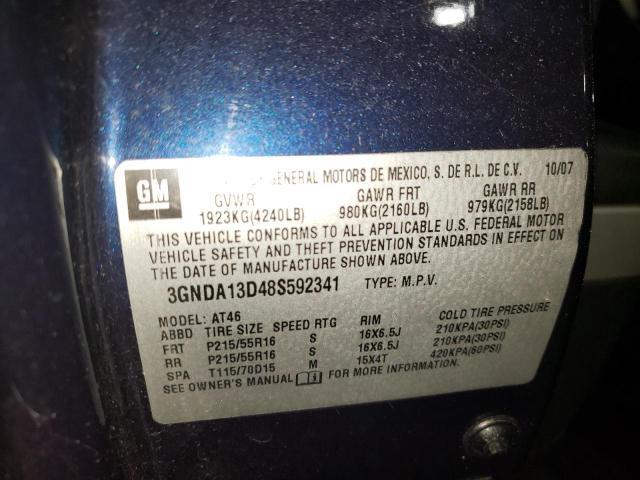 GENERAL MOTORS DE MEXICO, S. DE R.L. DE C.V. 10/07
GM
GVWR GAWR FRT GAWR RR
1923KG(4240LB) 980KG(2160LB) 979KG(2158LB)
THIS VEHICLE CONFORMS TO ALL APPLICABLE U.S. FEDERAL MOTOR
VEHICLE SAFETY AND THEFT PREVENTION STANDARDS IN EFFECT ON
THE DATE OF MANUFACTURE SHOWN ABOVE.
3GNDA13D48S592341 TYPE: M.P.V.
MODEL: AT46
ABBD TIRE SIZE SPEED RTG RIM COLD TIRE PRESSURE
FRT P215/55R16 S 16X6.5J 210KPA(30PSI)
RR P215/55R16 S 16X6.5J 210KPA(30PSI)
SPA T115/70D15 M 15X4T 420KPA(60PSI)
SEE OWNER'S MANUAL FOR MORE INFORMATION.